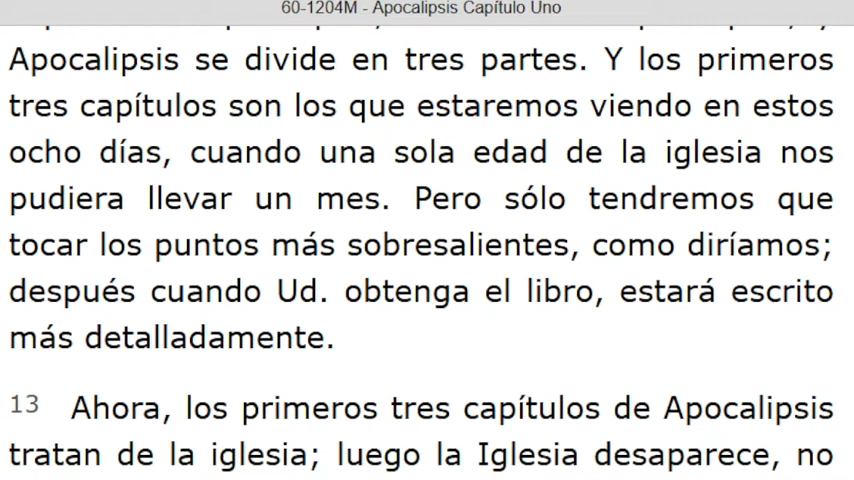 60-1204M - Apocalipsis Capítulo Uno
Apocalipsis se divide en tres partes. Y los primeros
tres capítulos son los que estaremos viendo en estos
ocho días, cuando una sola edad de la iglesia nos
pudiera llevar un mes. Pero sólo tendremos que
tocar los puntos más sobresalientes, como diríamos;
después cuando Ud. obtenga el libro, estará escrito
más detalladamente.
13 Ahora, los primeros tres capítulos de Apocalipsis
tratan de la iglesia; luego la Iglesia desaparece, no